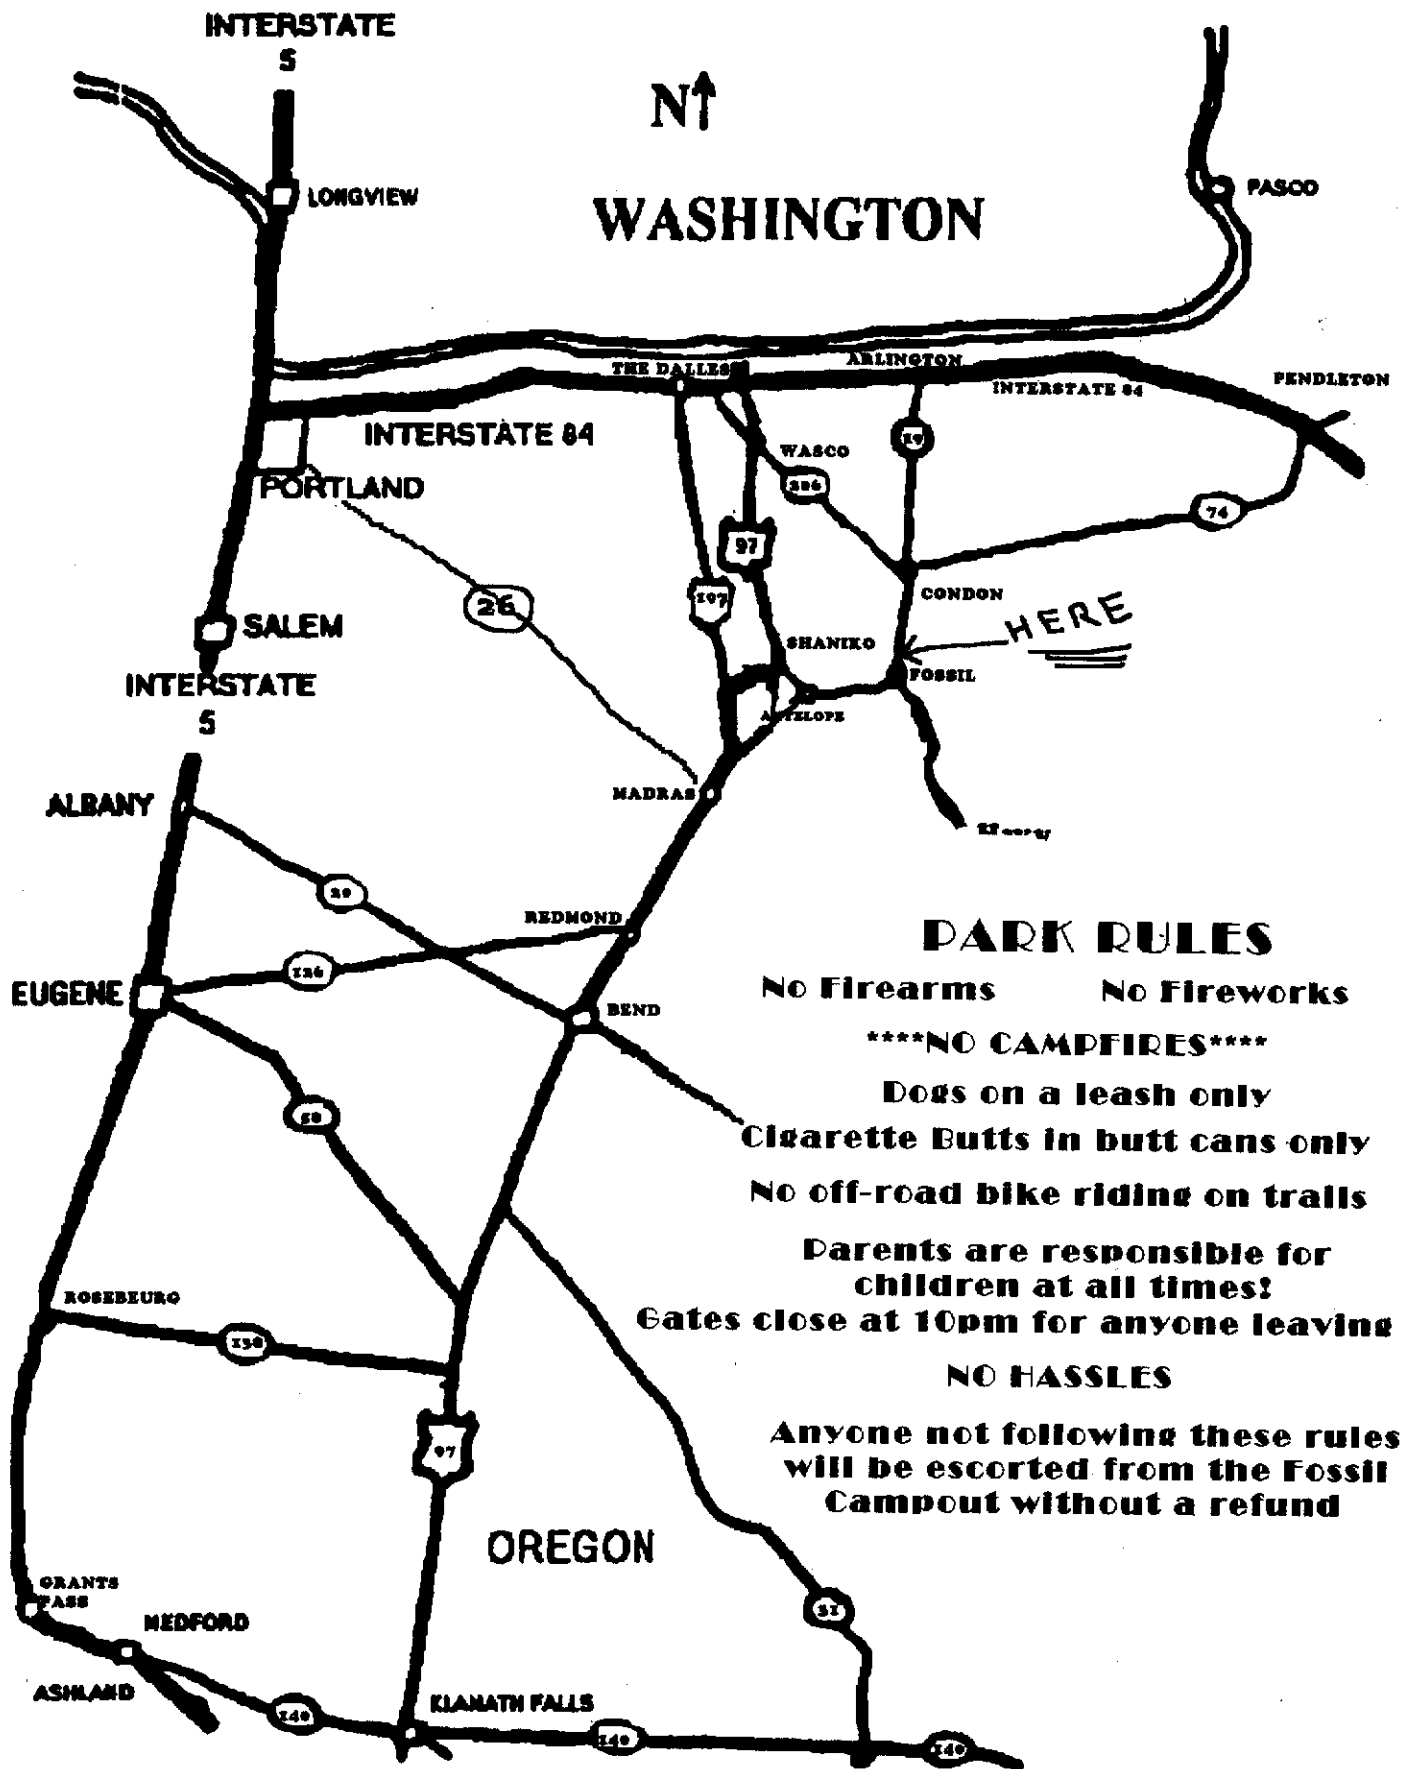 INTERSTATE
5
N
LONGVIEW
PASCO
WASHINGTON
THE DALLES
ARLINGTON
INTERSTATE 84
PENDLETON
INTERSTATE 84
19
WASCO
PORTLAND
206
74
97
26
197
CONDON
HERE
SALEM
SHANIKO
FOSSIL
INTERSTATE
5
ANTELOPE
MADRAS
ALBANY
20
REDMOND
126
EUGENE
BEND
58
ROSEBEURG
138
97
OREGON
GRANTS
PASS
MEDFORD
31
ASHLAND
KLANATH FALLS
140
140
140
PARK RULES
No Firearms No Fireworks
****NO CAMPFIRES****
Dogs on a leash only
Cigarette Butts in butt cans only
No off-road bike riding on trails
Parents are responsible for
children at all times!
Gates close at 10pm for anyone leaving
NO HASSLES
Anyone not following these rules
will be escorted from the Fossil
Campout without a refund